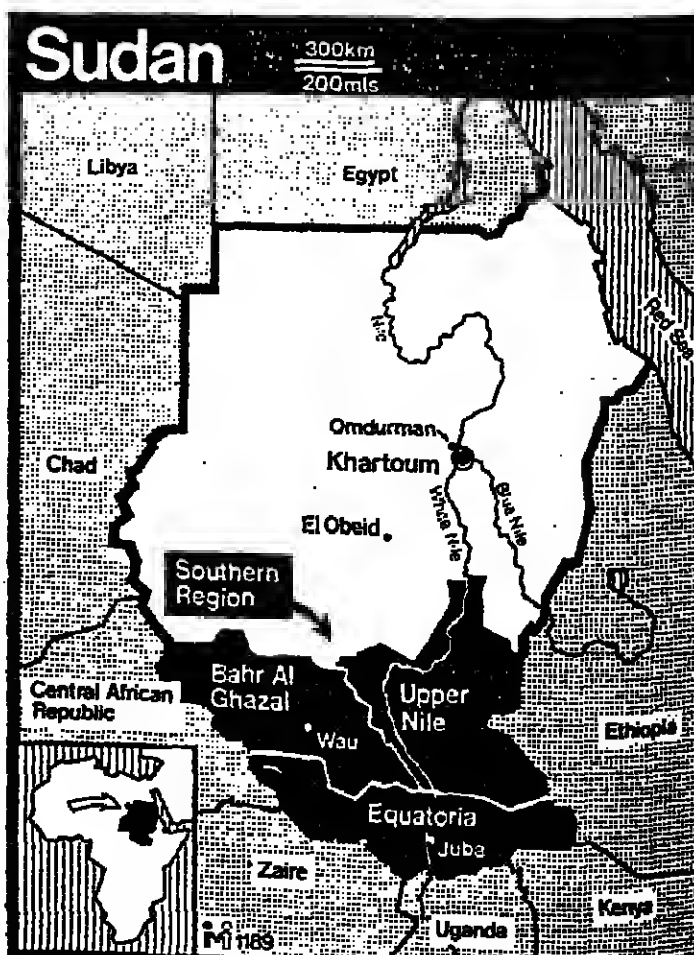 Sudan
300km
200mls
Libya
Egypt
Red Sea
Nile
Omdurman
Khartoum
Chad
White Nile
Blue Nile
El Obeid
Southern
Region
Bahr Al
Ghazal
Upper
Nile
Central African
Republic
Wau
Ethiopia
Equatoria
Juba
Zaire
Kenya
Uganda
1189